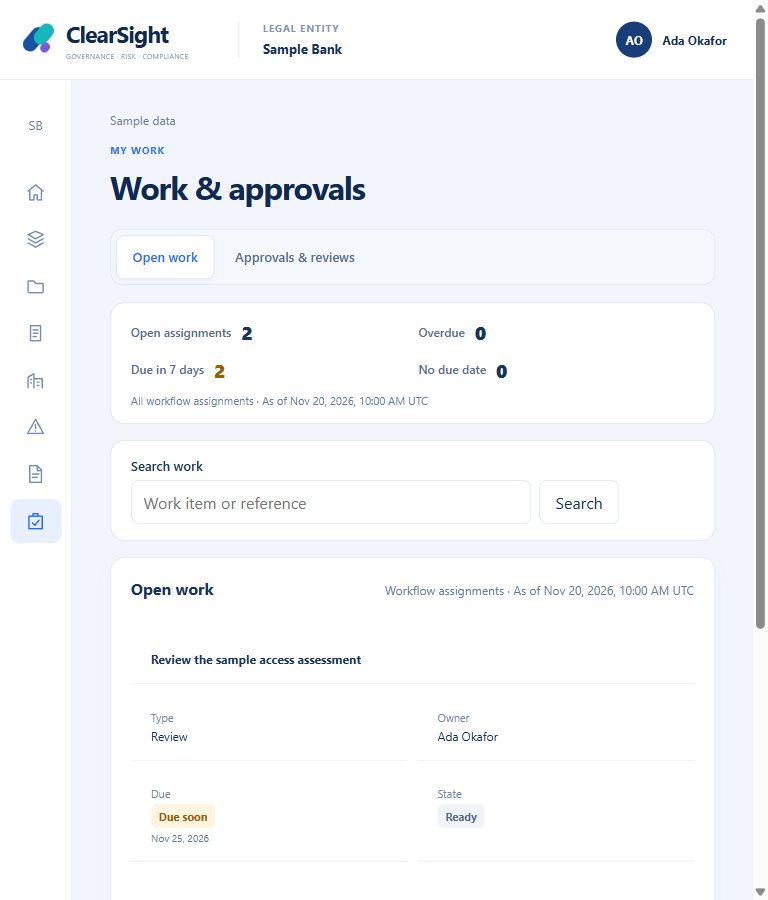 ClearSight
GOVERNANCE · RISK · COMPLIANCE
LEGAL ENTITY
Sample Bank
AO
Ada Okafor
SB
Sample data
MY WORK
Work & approvals
Open work
Approvals & reviews
Open assignments 2
Overdue 0
Due in 7 days 2
No due date 0
All workflow assignments · As of Nov 20, 2026, 10:00 AM UTC
Search work
Work item or reference
Search
Open work
Workflow assignments · As of Nov 20, 2026, 10:00 AM UTC
Review the sample access assessment
Type
Review
Owner
Ada Okafor
Due
Due soon
Nov 25, 2026
State
Ready